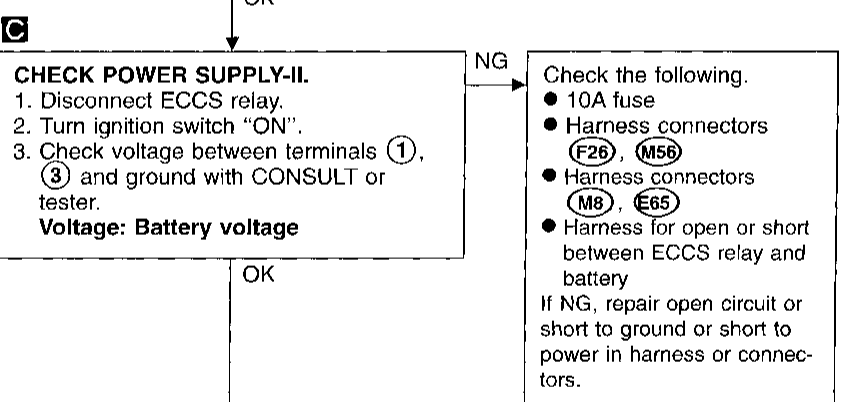 OK
C
CHECK POWER SUPPLY-II.
1. Disconnect ECCS relay.
2. Turn ignition switch “ON”.
3. Check voltage between terminals ①,
③ and ground with CONSULT or
tester.
Voltage: Battery voltage
OK
NG
Check the following.
● 10A fuse
● Harness connectors
F26, M56
● Harness connectors
M8, E65
● Harness for open or short
between ECCS relay and
battery
If NG, repair open circuit or
short to ground or short to
power in harness or connec-
tors.